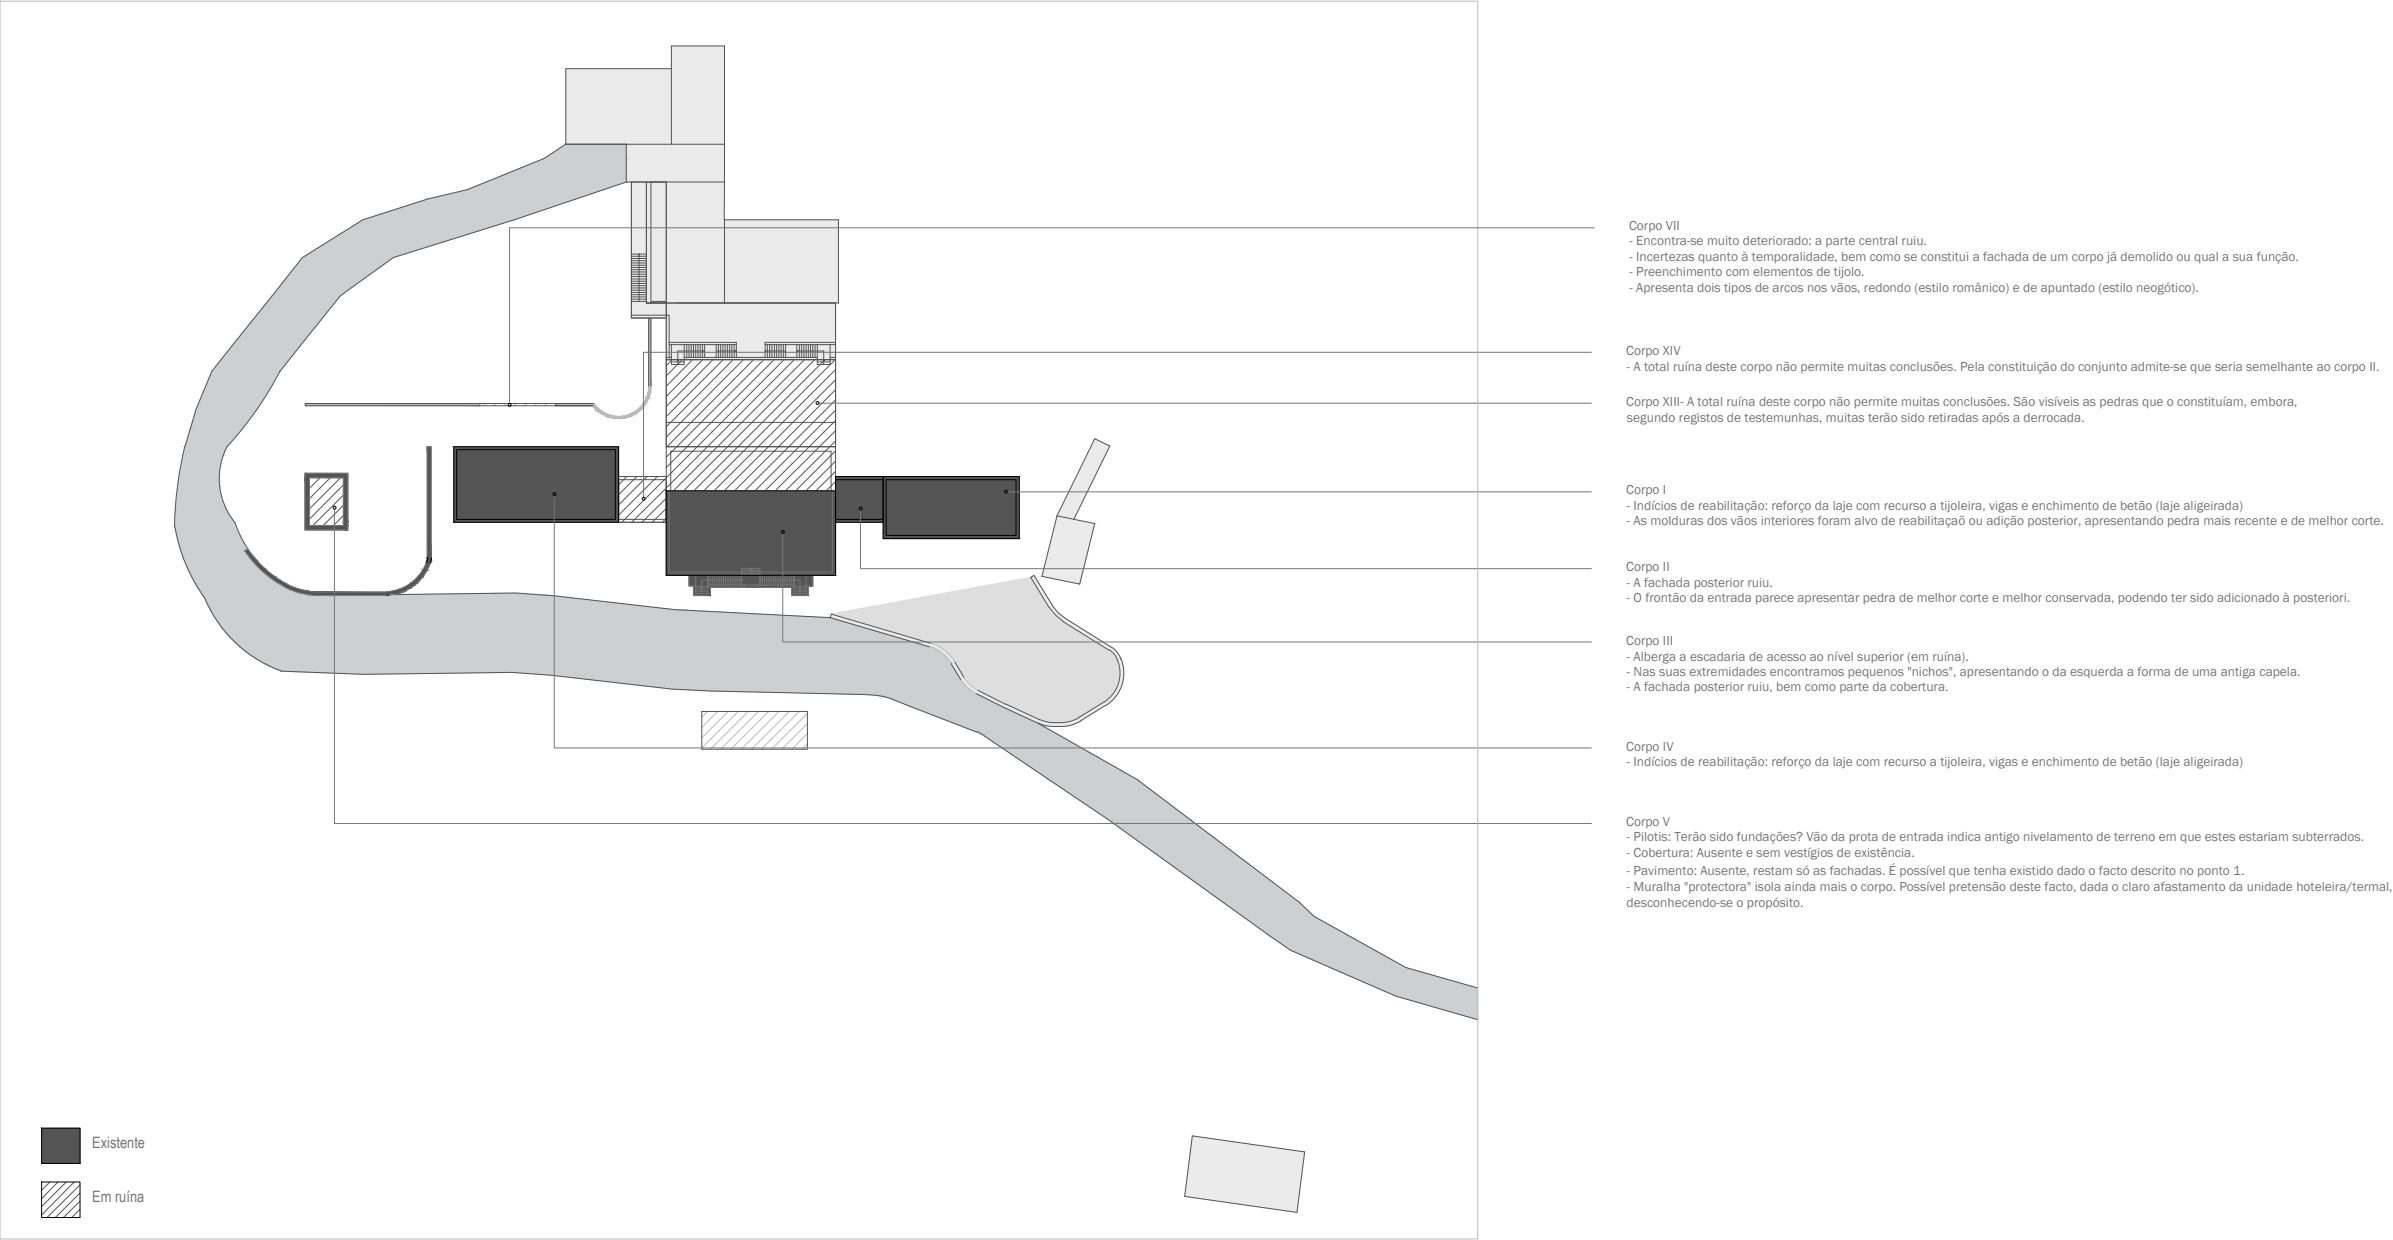 Corpo VII
- Encontra-se muito deteriorado: a parte central ruiu.
- Incertezas quanto à temporalidade, bem como se constitui a fachada de um corpo já demolido ou qual a sua função.
- Preenchimento com elementos de tijolo.
- Apresenta dois tipos de arcos nos vãos, redondo (estilo românico) e de apuntado (estilo neogótico).
Corpo XIV
- A total ruína deste corpo não permite muitas conclusões. Pela constituição do conjunto admite-se que seria semelhante ao corpo II.
Corpo XIII- A total ruína deste corpo não permite muitas conclusões. São visíveis as pedras que o constituíam, embora,
segundo registos de testemunhas, muitas terão sido retiradas após a derrocada.
Corpo I
- Indícios de reabilitação: reforço da laje com recurso a tijoleira, vigas e enchimento de betão (laje aligeirada)
- As molduras dos vãos interiores foram alvo de reabilitaçaõ ou adição posterior, apresentando pedra mais recente e de melhor corte.
Corpo II
- A fachada posterior ruiu.
- O frontão da entrada parece apresentar pedra de melhor corte e melhor conservada, podendo ter sido adicionado à posteriori.
Corpo III
- Alberga a escadaria de acesso ao nível superior (em ruína).
- Nas suas extremidades encontramos pequenos "nichos", apresentando o da esquerda a forma de uma antiga capela.
- A fachada posterior ruiu, bem como parte da cobertura.
Corpo IV
- Indícios de reabilitação: reforço da laje com recurso a tijoleira, vigas e enchimento de betão (laje aligeirada)
Corpo V
- Pilotis: Terão sido fundações? Vão da prota de entrada indica antigo nivelamento de terreno em que estes estariam subterrados.
- Cobertura: Ausente e sem vestígios de existência.
- Pavimento: Ausente, restam só as fachadas. É possível que tenha existido dado o facto descrito no ponto 1.
- Muralha "protectora" isola ainda mais o corpo. Possível pretensão deste facto, dada o claro afastamento da unidade hoteleira/termal,
desconhecendo-se o propósito.
Existente
Em ruína